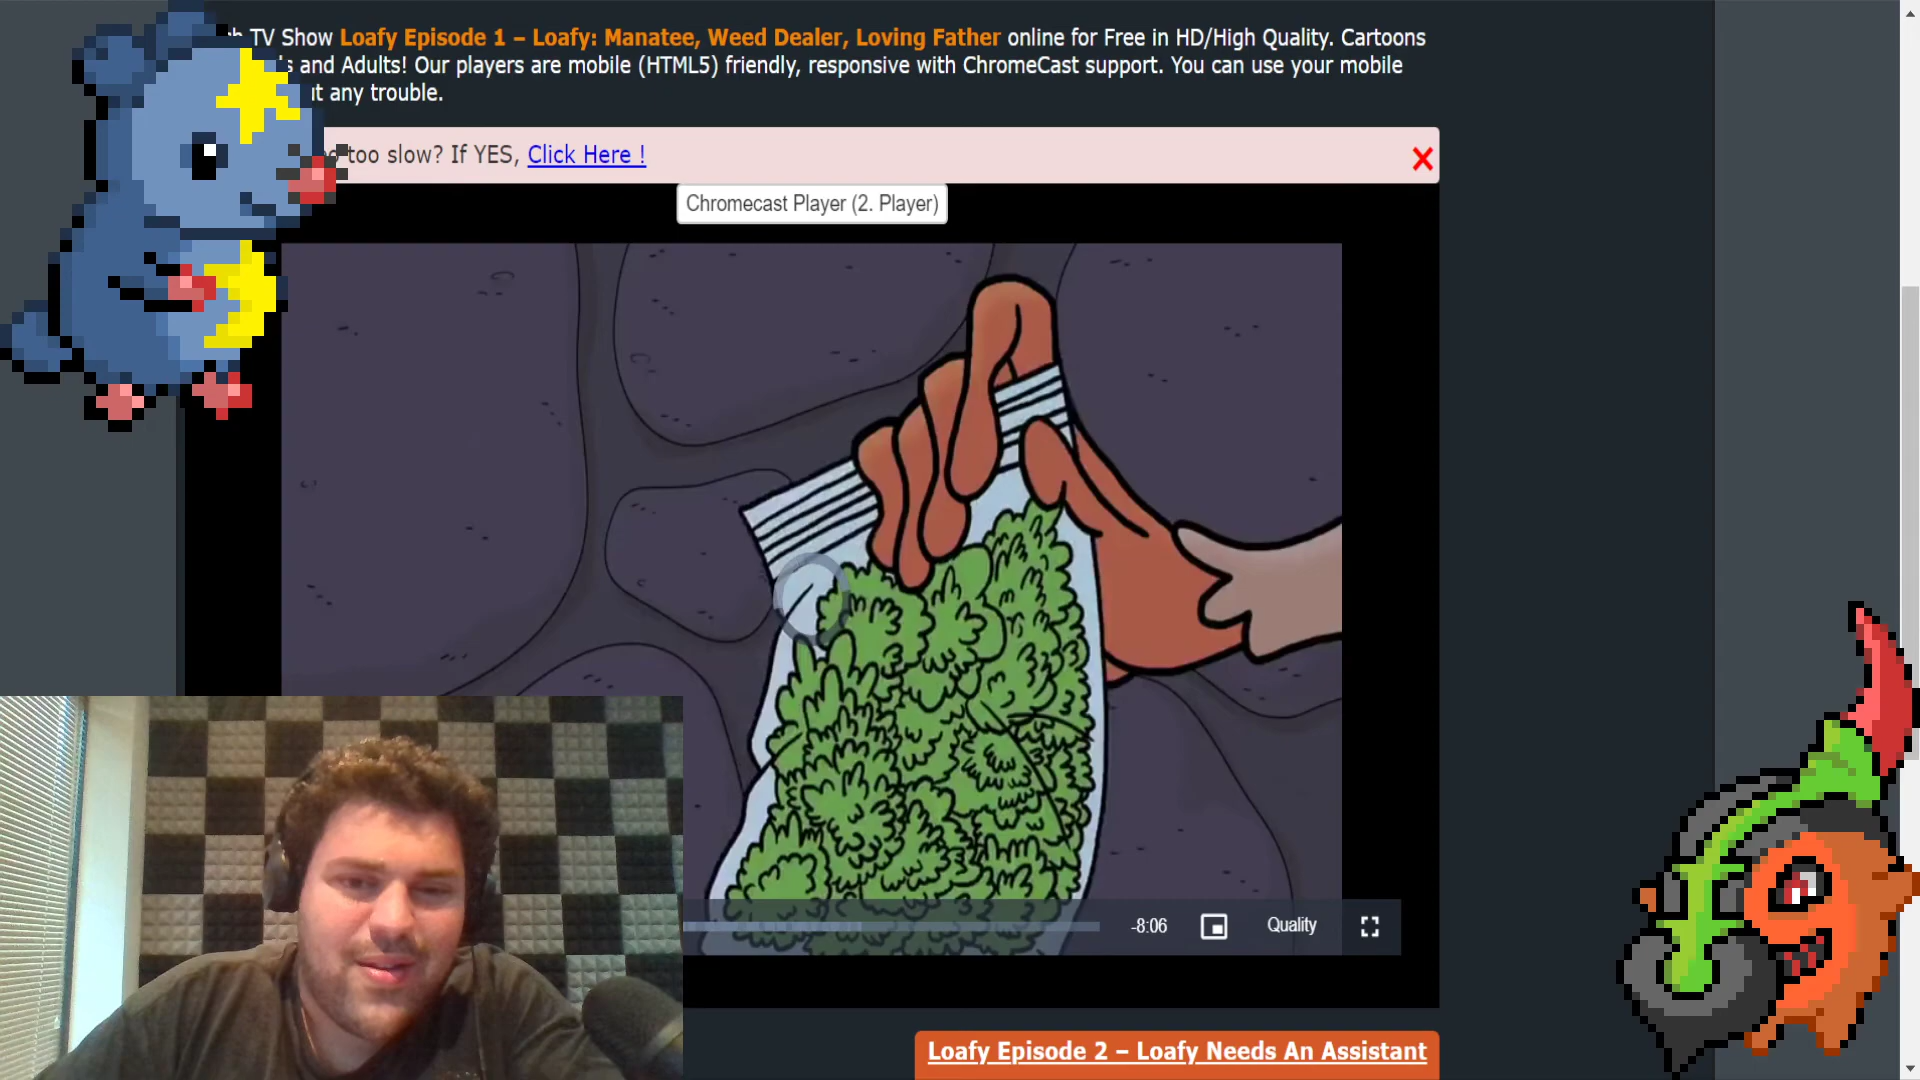 TV Show Loafy Episode 1 – Loafy: Manatee, Weed Dealer, Loving Father online for Free in HD/High Quality. Cartoons
and Adults! Our players are mobile (HTML5) friendly, responsive with ChromeCast support. You can use your mobile
any trouble.
too slow? If YES, Click Here !
Chromecast Player (2. Player)
-8:06
Quality
Loafy Episode 2 – Loafy Needs An Assistant